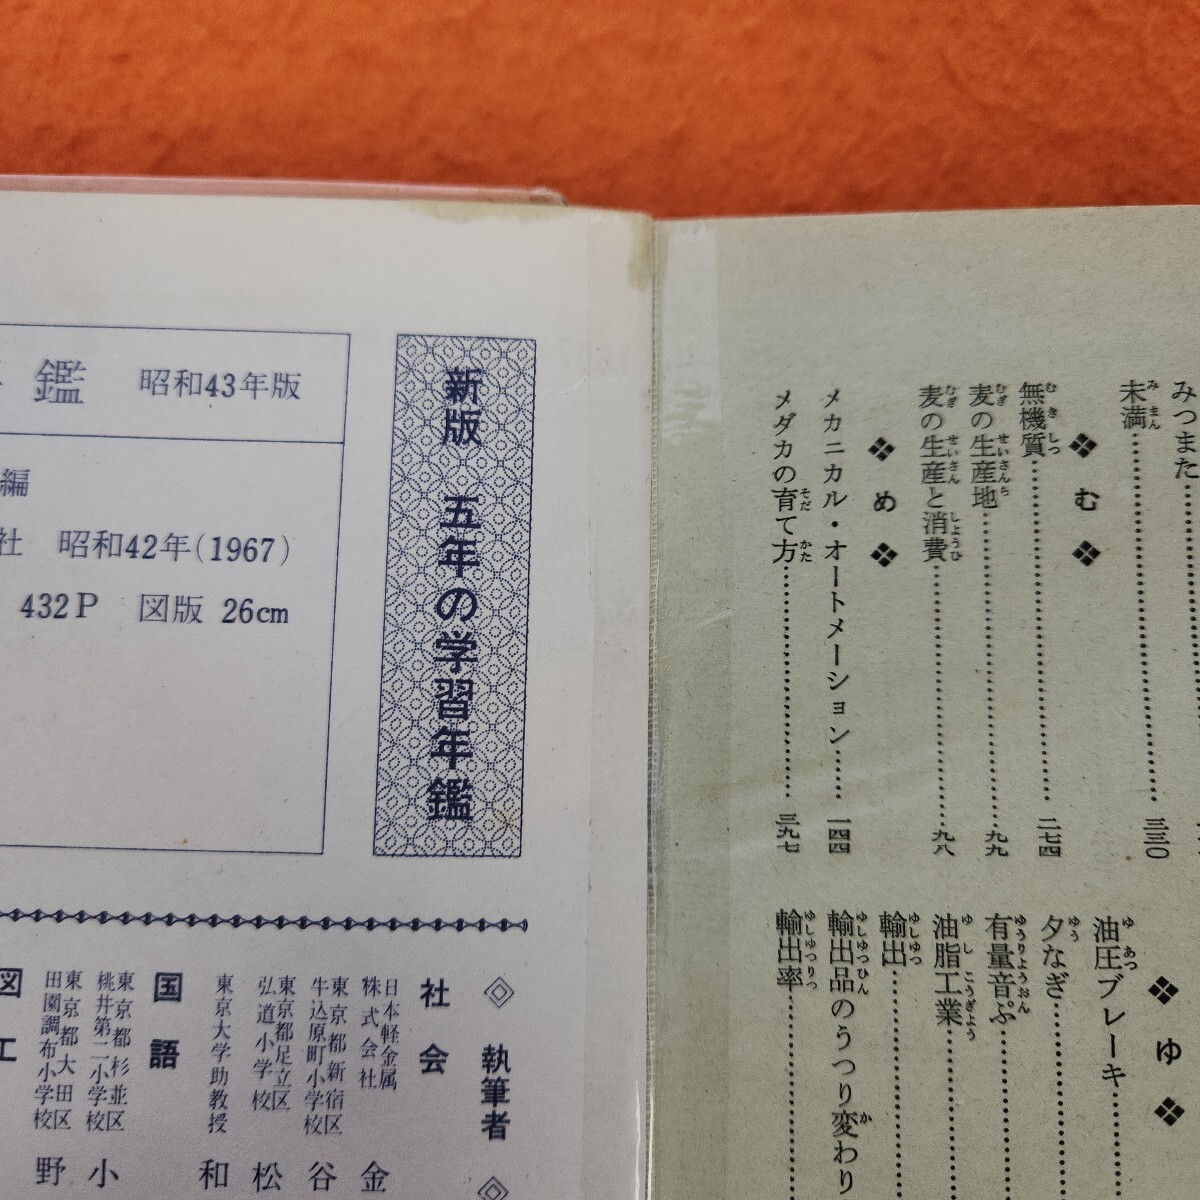 みつまた
未満 三三〇
❖ む ❖
無機質 二七四
麦の生産地 九九
麦の生産と消費 九八
❖ め ❖
メカニカル・オートメーション 一四四
メダカの育て方 三九七
❖ ゆ ❖
油圧ブレーキ
夕なぎ
有量音ぷ
油脂工業
輸出
輸出品のうつり変わり
輸出率
新版 五年の学習年鑑
鑑 昭和43年版
編
社 昭和42年(1967)
432P 図版 26cm
◎ 執筆者 ◎
社会
日本軽金属株式会社 金
東京都新宿区牛込原町小学校 谷
東京都足立区弘道小学校 松
東京大学助教授 和
国語
東京都杉並区桃井第二小学校 小
東京都大田区田園調布小学校 野
図工